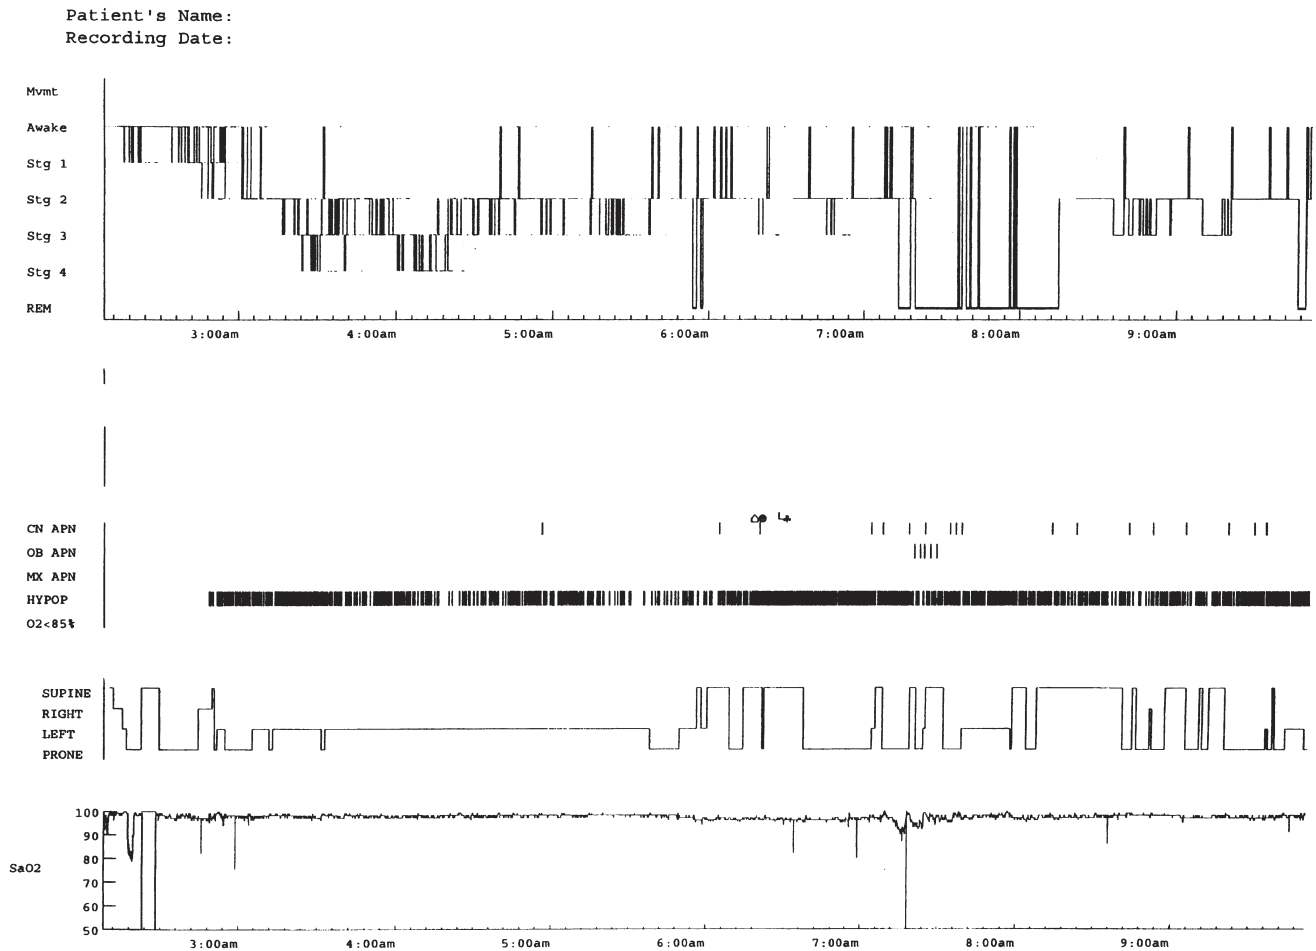 Patient's Name:
Recording Date:
Mvmt
Awake
Stg 1
Stg 2
Stg 3
Stg 4
REM
3:00am 4:00am 5:00am 6:00am 7:00am 8:00am 9:00am
CN APN
OB APN
MX APN
HYPOP
O2<85%
SUPINE
RIGHT
LEFT
PRONE
100
90
80
SaO2
70
60
50
3:00am 4:00am 5:00am 6:00am 7:00am 8:00am 9:00am